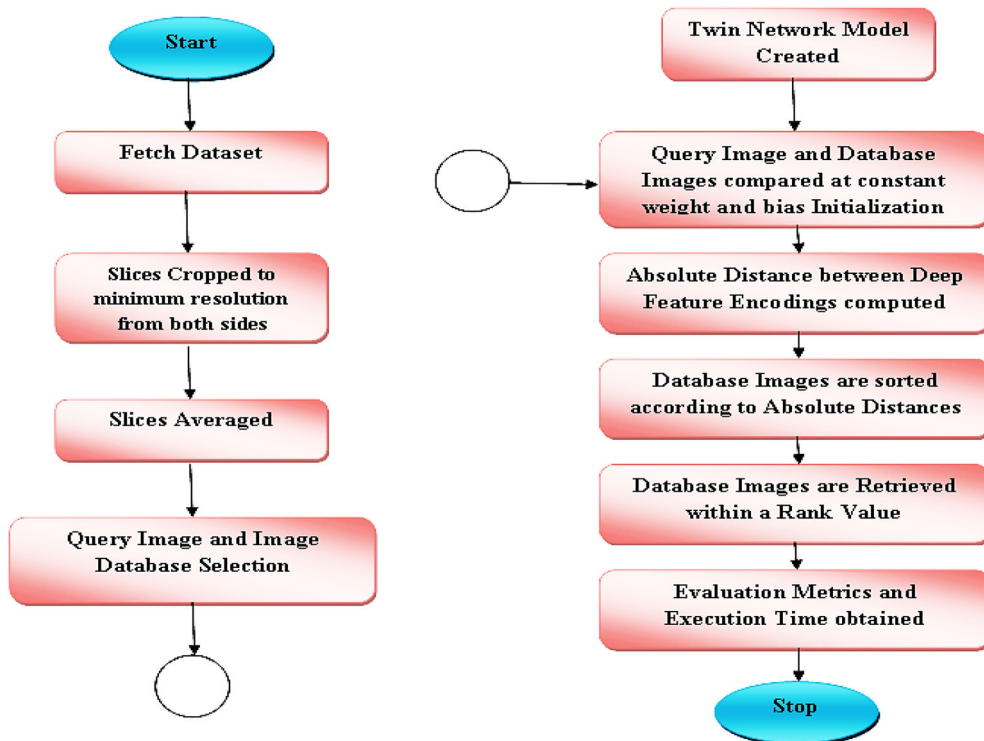 Start
Fetch Dataset
Slices Cropped to
minimum resolution
from both sides
Slices Averaged
Query Image and Image
Database Selection
Twin Network Model
Created
Query Image and Database
Images compared at constant
weight and bias Initialization
Absolute Distance between Deep
Feature Encodings computed
Database Images are sorted
according to Absolute Distances
Database Images are Retrieved
within a Rank Value
Evaluation Metrics and
Execution Time obtained
Stop